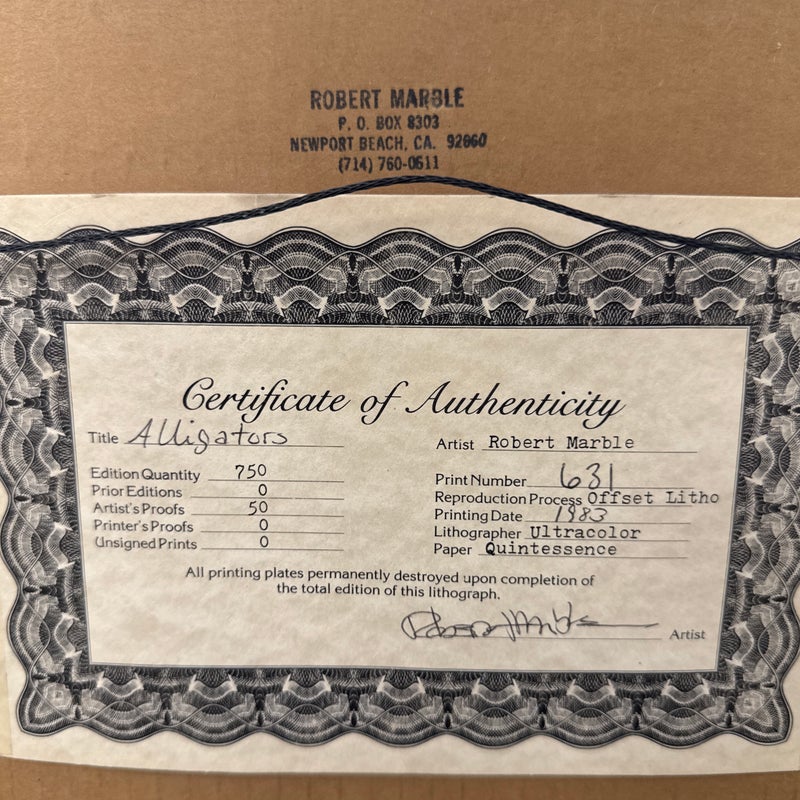 ROBERT MARBLE
P. O. BOX 8303
NEWPORT BEACH, CA. 92660
(714) 760-0611
Certificate of Authenticity
Title Alligators
Artist Robert Marble
Edition Quantity 750
Prior Editions 0
Artist's Proofs 50
Printer's Proofs 0
Unsigned Prints 0
Print Number 631
Reproduction Process Offset Litho
Printing Date 1983
Lithographer Ultracolor
Paper Quintessence
All printing plates permanently destroyed upon completion of
the total edition of this lithograph.
Robert Marble Artist